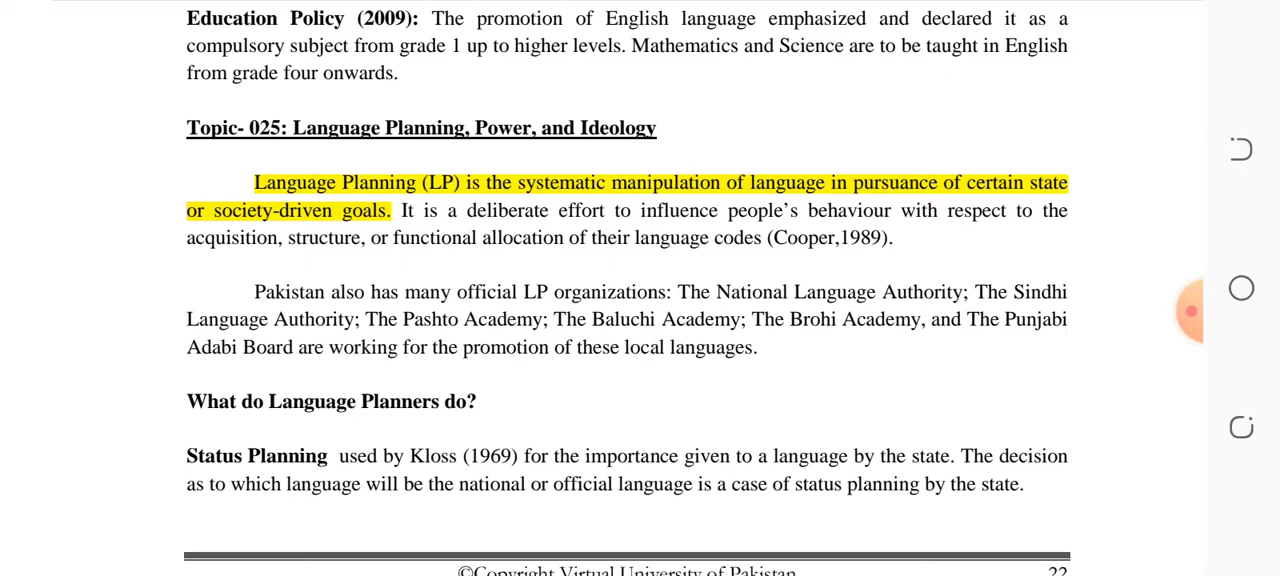 Education Policy (2009): The promotion of English language emphasized and declared it as a
compulsory subject from grade 1 up to higher levels. Mathematics and Science are to be taught in English
from grade four onwards.
Topic- 025: Language Planning, Power, and Ideology
Language Planning (LP) is the systematic manipulation of language in pursuance of certain state
or society-driven goals. It is a deliberate effort to influence people's behaviour with respect to the
acquisition, structure, or functional allocation of their language codes (Cooper,1989).
Pakistan also has many official LP organizations: The National Language Authority; The Sindhi
Language Authority; The Pashto Academy; The Baluchi Academy; The Brohi Academy, and The Punjabi
Adabi Board are working for the promotion of these local languages.
What do Language Planners do?
Status Planning used by Kloss (1969) for the importance given to a language by the state. The decision
as to which language will be the national or official language is a case of status planning by the state.
©Copyright Virtual University of Pakistan 22